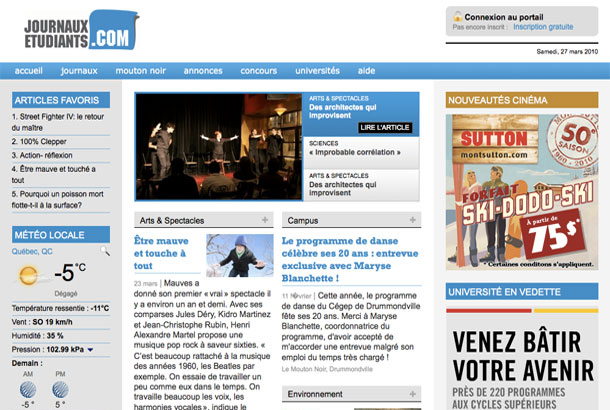 JOURNAUX
ETUDIANTS.COM
Connexion au portail
Pas encore inscrit : Inscription gratuite
Samedi, 27 mars 2010
accueil journaux mouton noir annonces concours universités aide
ARTICLES FAVORIS
1. Street Fighter IV: le retour
du maître
2. 100% Clepper
3. Action- réflexion
4. Être mauve et touche à
tout
5. Pourquoi un poisson mort
flotte-t-il à la surface?
MÉTÉO LOCALE
Québec, QC
-5°C
Dégagé
Température ressentie : -11°C
Vent : SO 19 km/h
Humidité : 35 %
Pression : 102.99 kPa
Demain :
AM PM
-5° -5°
ARTS & SPECTACLES
Des architectes qui
improvisent
LIRE L'ARTICLE
SCIENCES
« Improbable corrélation »
ARTS & SPECTACLES
Des architectes qui
improvisent
Arts & Spectacles +
Être mauve
et touche à
tout
23 mars | Mauves a
donné son premier « vrai » spectacle il
y a environ un an et demi. Avec ses
comparses Jules Déry, Kidro Martinez
et Jean-Christophe Rubin, Henri
Alexandre Martel propose une
musique pop rock à saveur sixties. «
C'est beaucoup rattaché à la musique
des années 1960, les Beatles par
exemple. On essaie de travailler un
peu comme eux dans le temps. On
travaille beaucoup les voix, les
harmonies vocales », indique le
Campus +
Le programme de danse
célèbre ses 20 ans : entrevue
exclusive avec Maryse
Blanchette !
11 f�vrier | Cette année, le programme
de danse du Cégep de Drummondville
fête ses 20 ans. Merci à Maryse
Blanchette, coordonnatrice du
programme, d'avoir accepté de
m'accorder une entrevue malgré son
emploi du temps très chargé !
Le Mouton Noir, Drummondville
Environnement +
NOUVEAUTÉS CINÉMA
SUTTON
montsutton.com
50e
SAISON
1960-2010
FORFAIT
SKI-DODO-SKI
À partir de
75$*
* Certaines conditons s'appliquent.
UNIVERSITÉ EN VEDETTE
VENEZ BÂTIR
VOTRE AVENIR
PRÈS DE 220 PROGRAMMES
AUX CYCLES SUPÉRIEURS